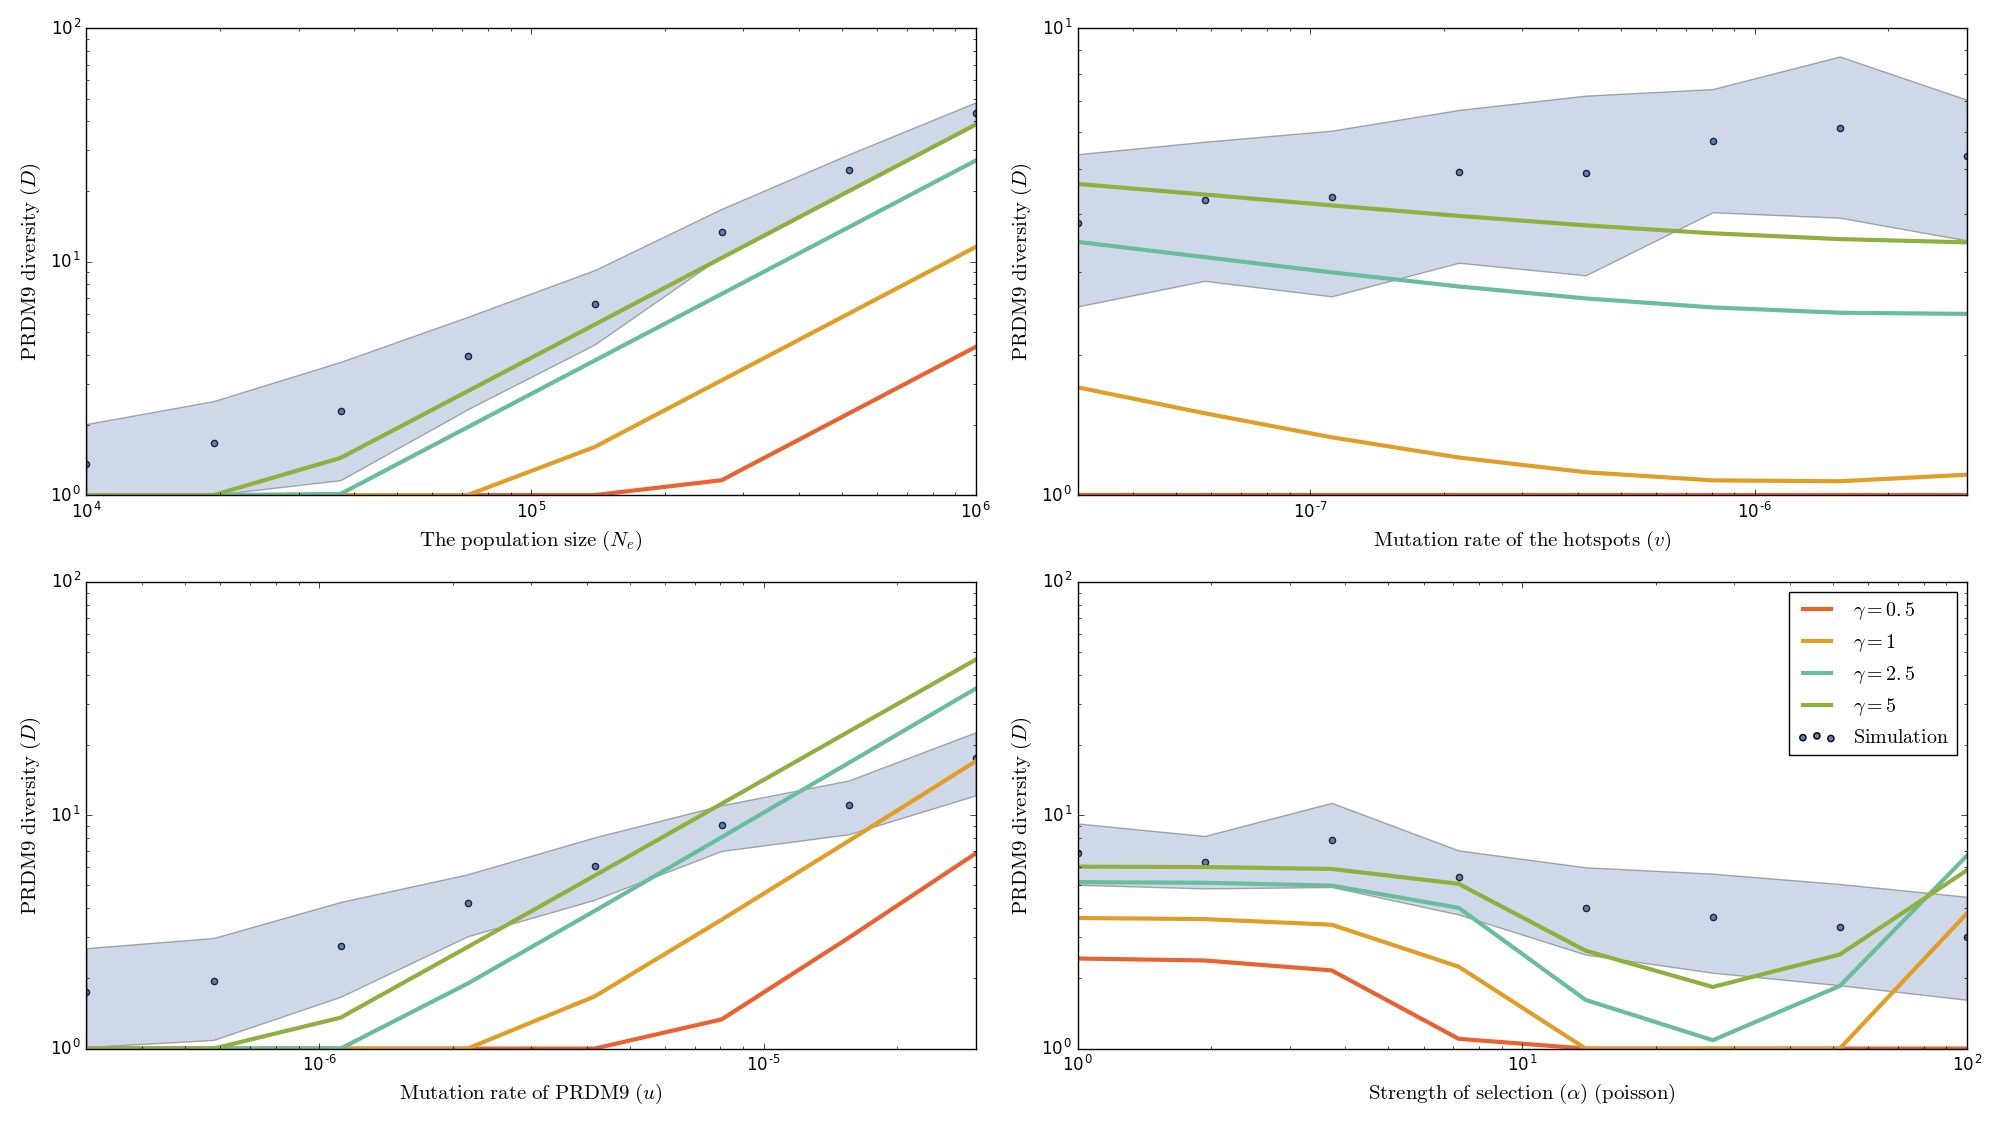 10²
10¹
10⁰
PRDM9 diversity (D)
10⁴ 10⁵ 10⁶
The population size (Nₑ)
10¹
10⁰
PRDM9 diversity (D)
10⁻⁷ 10⁻⁶
Mutation rate of the hotspots (v)
10²
10¹
10⁰
PRDM9 diversity (D)
10⁻⁶ 10⁻⁵
Mutation rate of PRDM9 (u)
10²
10¹
10⁰
PRDM9 diversity (D)
10⁰ 10¹ 10²
Strength of selection (α) (poisson)
γ = 0.5
γ = 1
γ = 2.5
γ = 5
Simulation